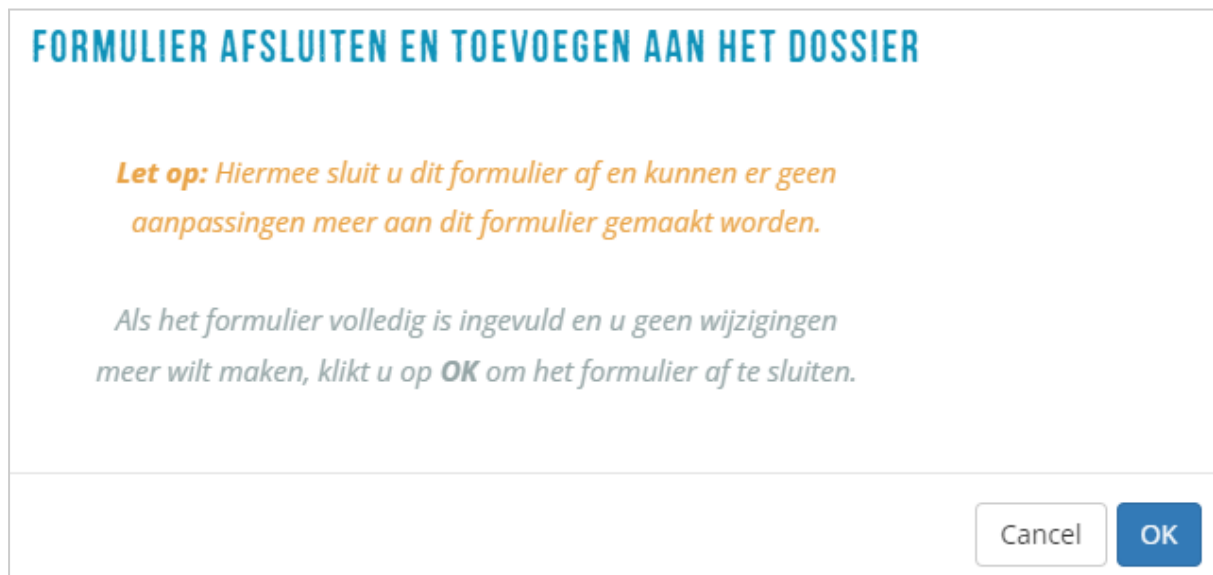 FORMULIER AFSLUITEN EN TOEVOEGEN AAN HET DOSSIER
Let op: Hiermee sluit u dit formulier af en kunnen er geen
aanpassingen meer aan dit formulier gemaakt worden.
Als het formulier volledig is ingevuld en u geen wijzigingen
meer wilt maken, klikt u op OK om het formulier af te sluiten.
Cancel OK